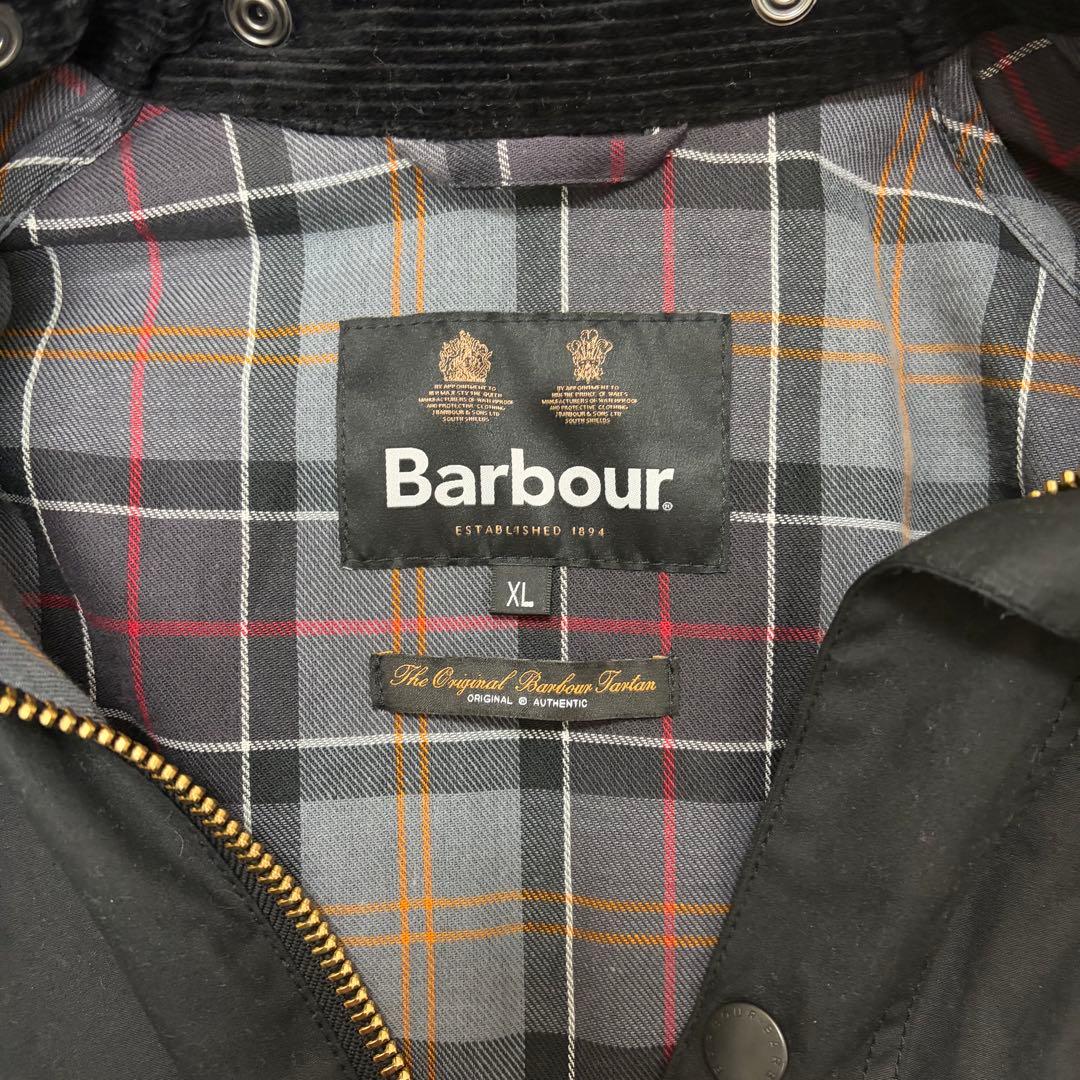 BY APPOINTMENT TO
HER MAJESTY THE QUEEN
MANUFACTURERS OF WATERPROOF
AND PROTECTIVE CLOTHING
J BARBOUR & SONS LTD
SOUTH SHIELDS
BY APPOINTMENT TO
HRH THE PRINCE OF WALES
MANUFACTURERS OF WATERPROOF
AND PROTECTIVE CLOTHING
J BARBOUR & SONS LTD
SOUTH SHIELDS
Barbour®
ESTABLISHED 1894
XL
The Original Barbour Tartan
ORIGINAL ® AUTHENTIC